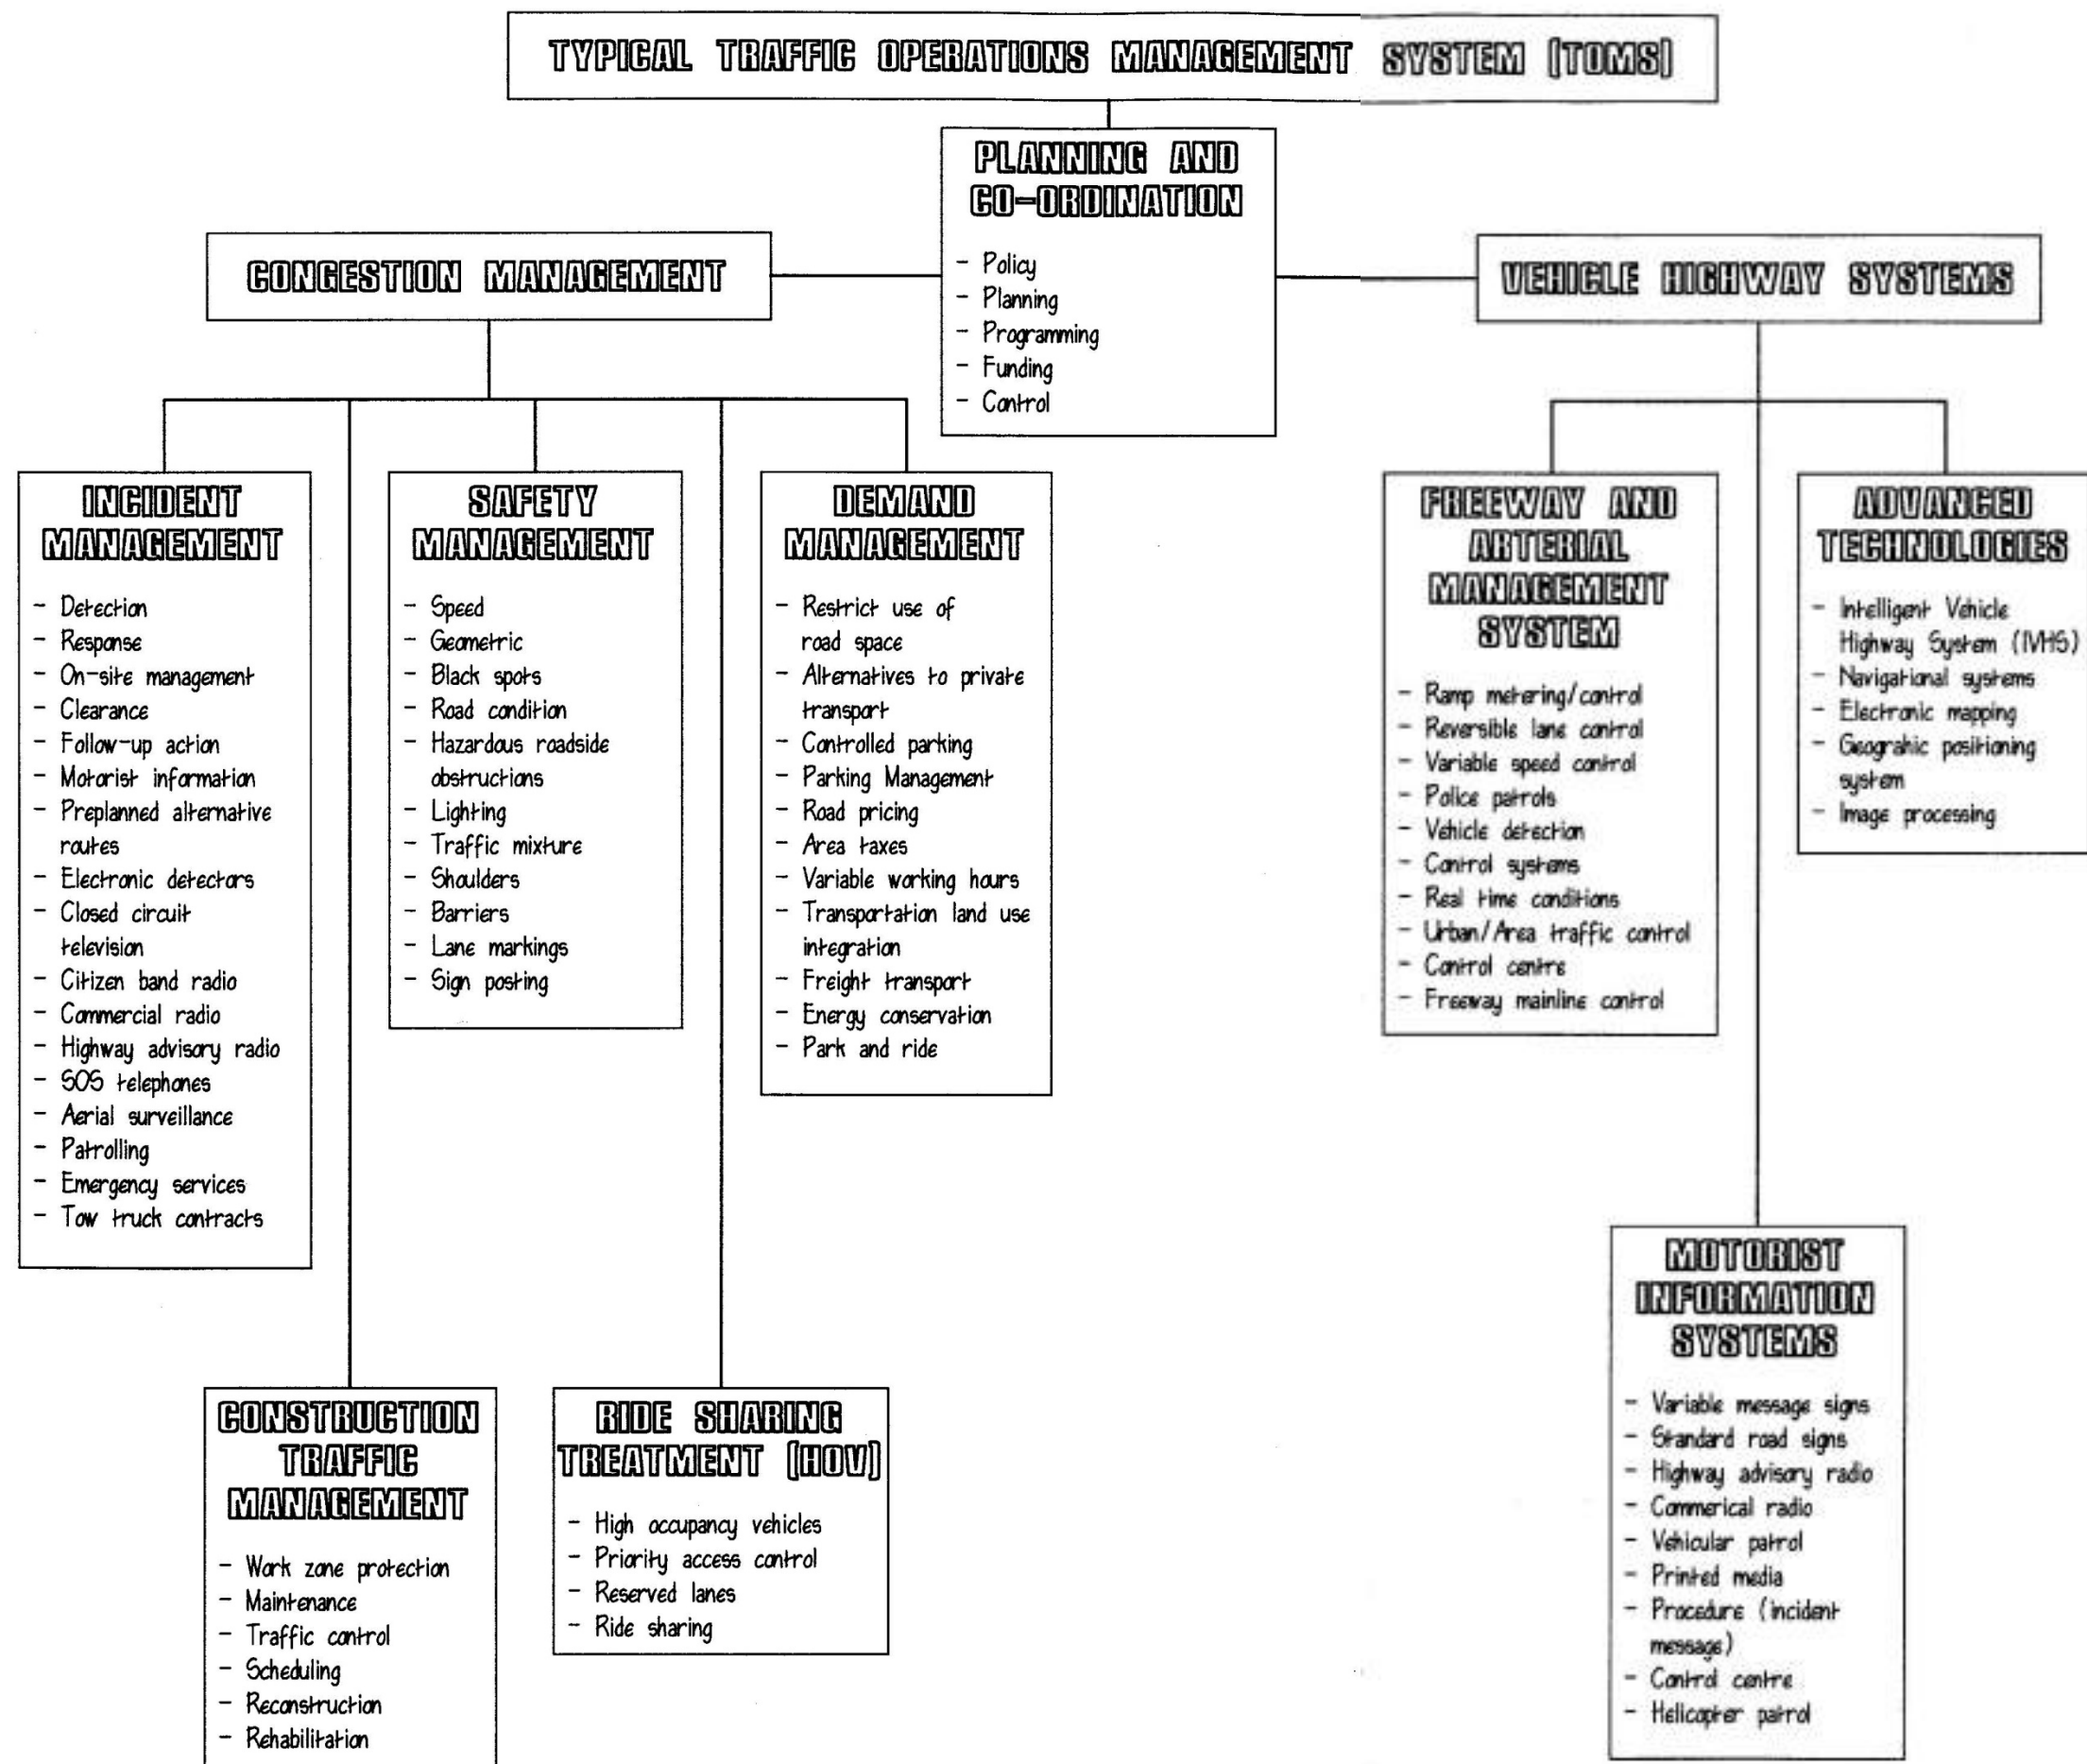 TYPICAL TRAFFIC OPERATIONS MANAGEMENT SYSTEM (TOMS)
PLANNING AND
CO-ORDINATION
- Policy
- Planning
- Programming
- Funding
- Control
CONGESTION MANAGEMENT
VEHICLE HIGHWAY SYSTEMS
INCIDENT
MANAGEMENT
- Detection
- Response
- On-site management
- Clearance
- Follow-up action
- Motorist information
- Preplanned alternative
routes
- Electronic detectors
- Closed circuit
television
- Citizen band radio
- Commercial radio
- Highway advisory radio
- SOS telephones
- Aerial surveillance
- Patrolling
- Emergency services
- Tow truck contracts
SAFETY
MANAGEMENT
- Speed
- Geometric
- Black spots
- Road condition
- Hazardous roadside
obstructions
- Lighting
- Traffic mixture
- Shoulders
- Barriers
- Lane markings
- Sign posting
DEMAND
MANAGEMENT
- Restrict use of
road space
- Alternatives to private
transport
- Controlled parking
- Parking Management
- Road pricing
- Area taxes
- Variable working hours
- Transportation land use
integration
- Freight transport
- Energy conservation
- Park and ride
FREEWAY AND
ARTERIAL
MANAGEMENT
SYSTEM
- Ramp metering/control
- Reversible lane control
- Variable speed control
- Police patrols
- Vehicle detection
- Control systems
- Real time conditions
- Urban/Area traffic control
- Control centre
- Freeway mainline control
ADVANCED
TECHNOLOGIES
- Intelligent Vehicle
Highway System (IVHS)
- Navigational systems
- Electronic mapping
- Geograhic positioning
system
- Image processing
CONSTRUCTION
TRAFFIC
MANAGEMENT
- Work zone protection
- Maintenance
- Traffic control
- Scheduling
- Reconstruction
- Rehabilitation
RIDE SHARING
TREATMENT (HOV)
- High occupancy vehicles
- Priority access control
- Reserved lanes
- Ride sharing
MOTORIST
INFORMATION
SYSTEMS
- Variable message signs
- Standard road signs
- Highway advisory radio
- Commerical radio
- Vehicular patrol
- Printed media
- Procedure (incident
message)
- Control centre
- Helicopter patrol